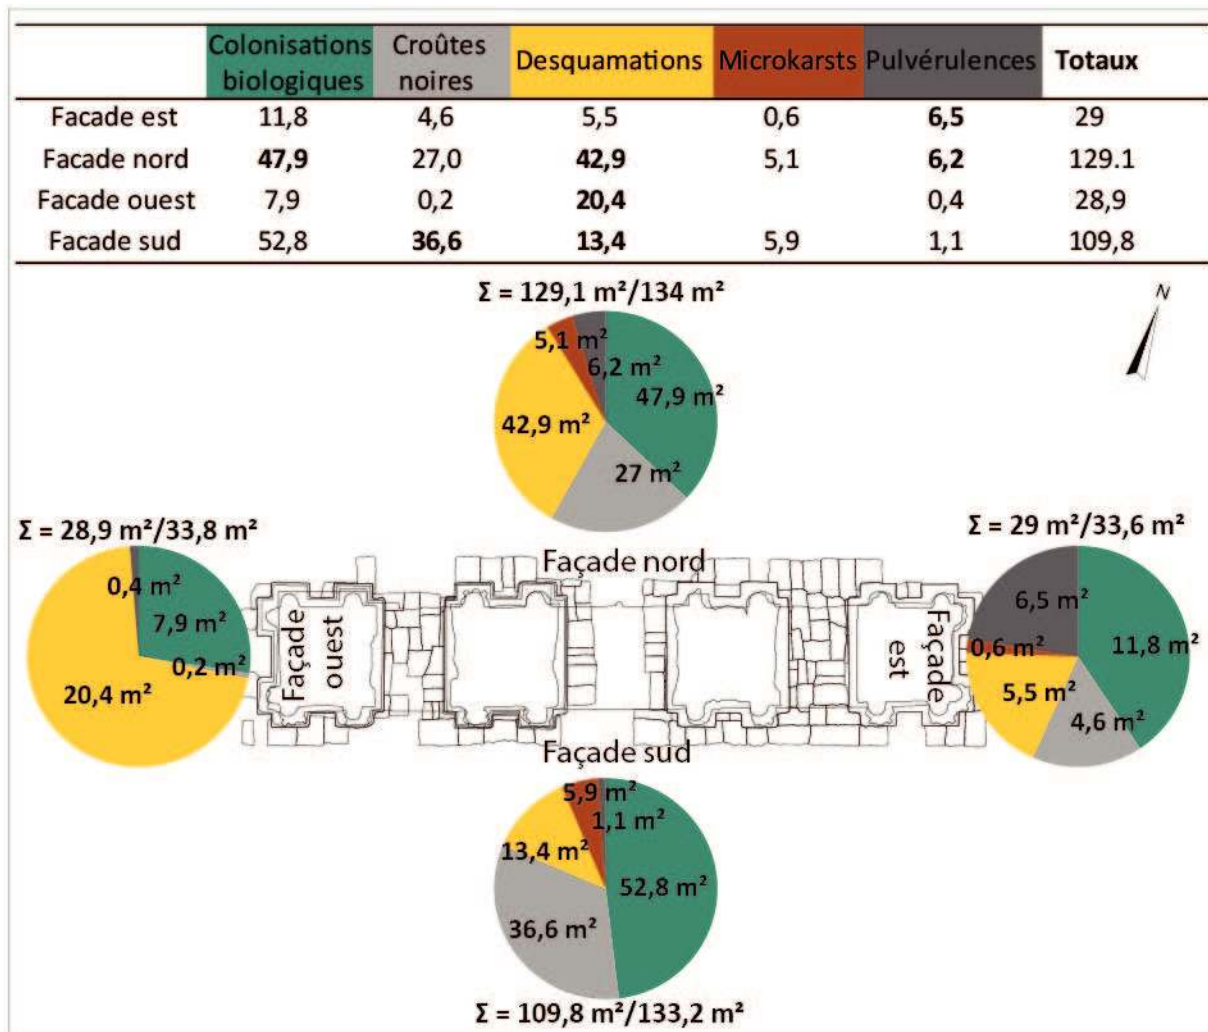 Colonisations biologiques Croûtes noires Desquamations Microkarsts Pulvérulences Totaux
Facade est 11,8 4,6 5,5 0,6 6,5 29
Facade nord 47,9 27,0 42,9 5,1 6,2 129.1
Facade ouest 7,9 0,2 20,4 0,4 28,9
Facade sud 52,8 36,6 13,4 5,9 1,1 109,8
Σ = 129,1 m²/134 m²
N
5,1 m²
6,2 m²
47,9 m²
42,9 m²
27 m²
Σ = 28,9 m²/33,8 m²
0,4 m²
7,9 m²
0,2 m²
20,4 m²
Façade nord
Façade
ouest
Façade
est
Σ = 29 m²/33,6 m²
6,5 m²
11,8 m²
0,6 m²
5,5 m²
4,6 m²
Façade sud
5,9 m²
1,1 m²
13,4 m²
52,8 m²
36,6 m²
Σ = 109,8 m²/133,2 m²